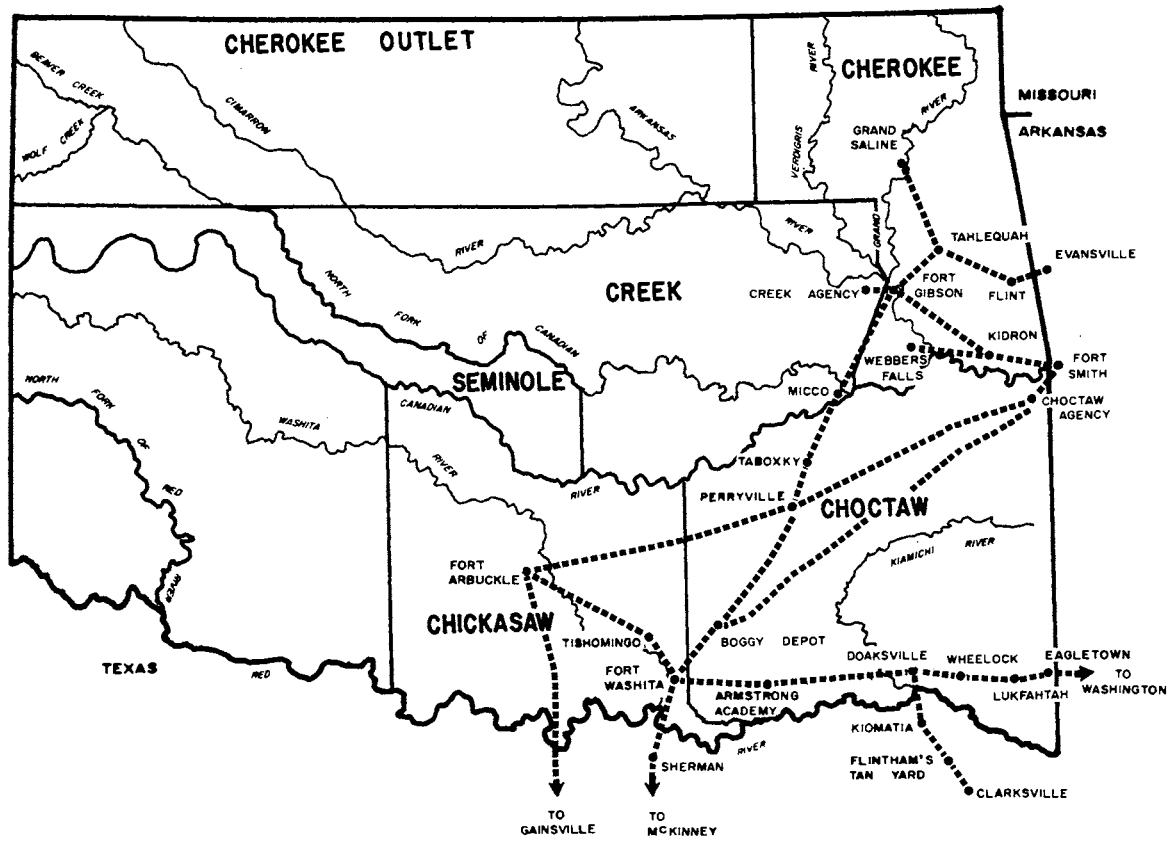 CHEROKEE OUTLET
CHEROKEE
BEAVER CREEK
WOLF CREEK
CIMARRON
RIVER
ARKANSAS
RIVER
VERDIGRIS
RIVER
RIVER
GRAND
MISSOURI
ARKANSAS
GRAND
SALINE
TAHLEQUAH
EVANSVILLE
FLINT
FORT
GIBSON
CREEK AGENCY
CREEK
NORTH
FORK
OF
CANADIAN
KIDRON
WEBBERS
FALLS
FORT
SMITH
SEMINOLE
MICCO
CHOCTAW
AGENCY
NORTH
FORK
OF
RED
RIVER
WASHITA
RIVER
CANADIAN
RIVER
TABOXKY
PERRYVILLE
CHOCTAW
KIAMICHI
RIVER
FORT
ARBUCKLE
CHICKASAW
TISHOMINGO
BOGGY DEPOT
FORT
WASHITA
ARMSTRONG
ACADEMY
DOAKSVILLE
WHEELOCK
EAGLETOWN
LUKFAHTAH
TO
WASHINGTON
TEXAS
RED
RIVER
KIOMATIA
SHERMAN
FLINTHAM'S
TAN YARD
CLARKSVILLE
TO
GAINSVILLE
TO
McKINNEY